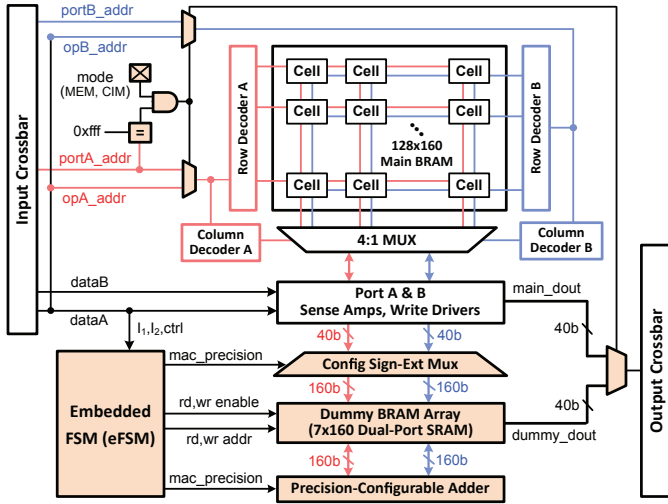 portB_addr
opB_addr
mode
(MEM, CIM)
0xfff
=
portA_addr
opA_addr
Input Crossbar
Row Decoder A
Cell
Cell
Cell
Cell
Cell
Cell
128x160
Main BRAM
Cell
Cell
Cell
Row Decoder B
Column
Decoder A
4:1 MUX
Column
Decoder B
dataB
dataA
I1,I2,ctrl
Port A & B
Sense Amps, Write Drivers
main_dout
40b
40b
40b
mac_precision
Config Sign-Ext Mux
160b
160b
Embedded
FSM (eFSM)
rd,wr enable
rd,wr addr
Dummy BRAM Array
(7x160 Dual-Port SRAM)
40b
dummy_dout
160b
160b
mac_precision
Precision-Configurable Adder
Output Crossbar